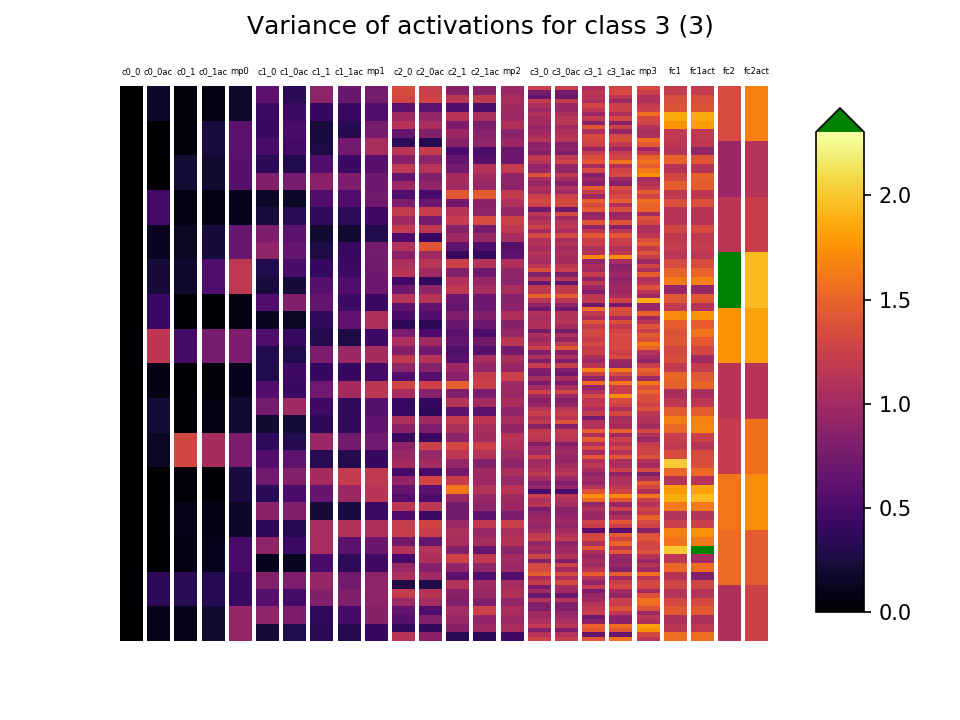 Variance of activations for class 3 (3)
c0_0 c0_0ac c0_1 c0_1ac mp0 c1_0 c1_0ac c1_1 c1_1ac mp1 c2_0 c2_0ac c2_1 c2_1ac mp2 c3_0 c3_0ac c3_1 c3_1ac mp3 fc1 fc1act fc2 fc2act
2.0
1.5
1.0
0.5
0.0